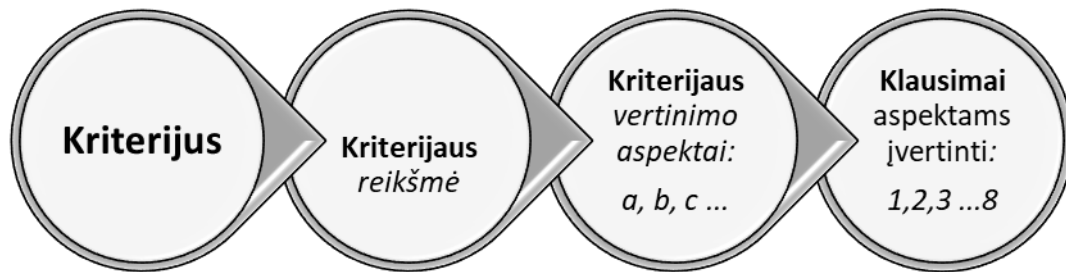 Kriterijus
Kriterijaus
reikšmė
Kriterijaus
vertinimo
aspektai:
a, b, c ...
Klausimai
aspektams
įvertinti:
1,2,3 ...8